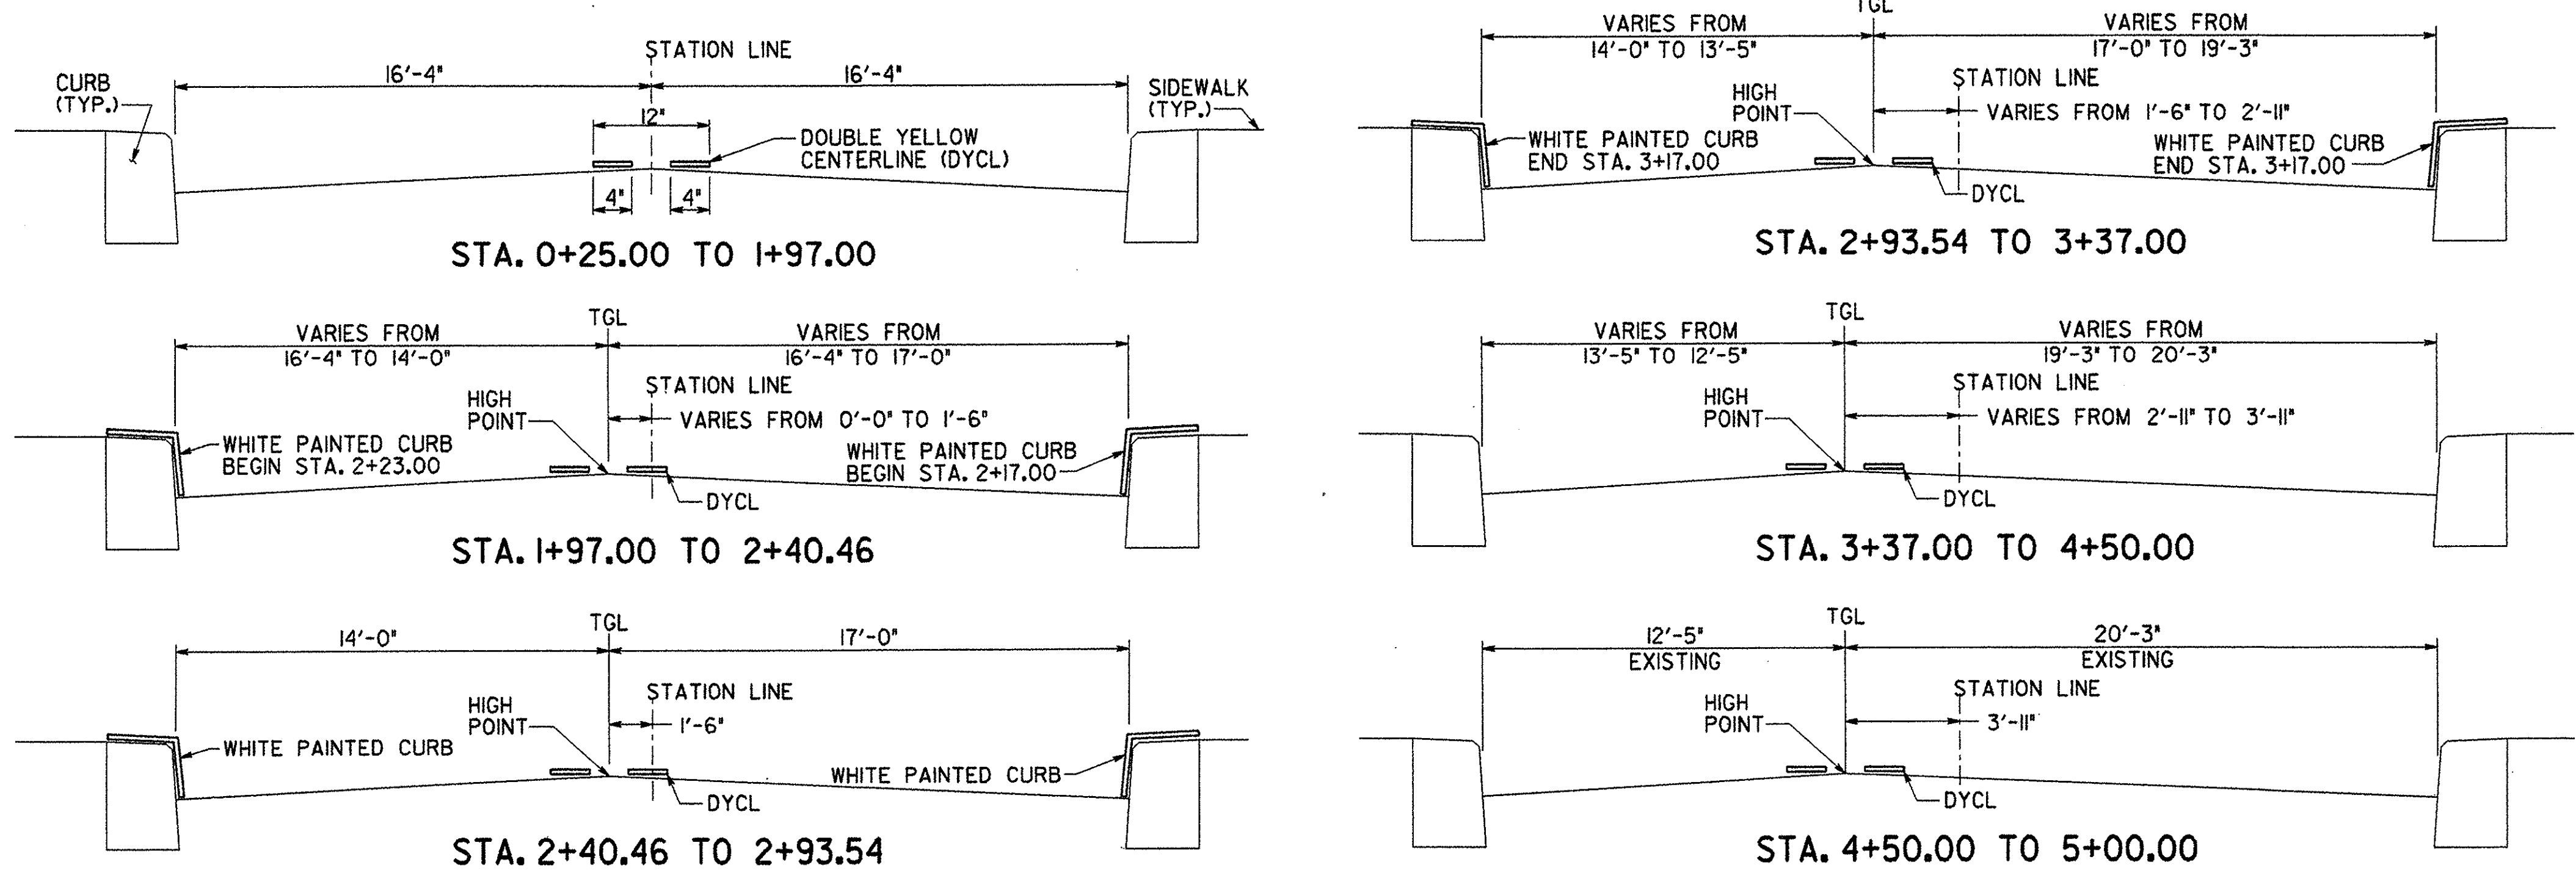 STATION LINE
16'-4"
16'-4"
CURB
(TYP.)
SIDEWALK
(TYP.)
12"
DOUBLE YELLOW
CENTERLINE (DYCL)
4"
4"
STA. 0+25.00 TO 1+97.00
TGL
VARIES FROM
16'-4" TO 14'-0"
VARIES FROM
16'-4" TO 17'-0"
STATION LINE
HIGH
POINT
VARIES FROM 0'-0" TO 1'-6"
WHITE PAINTED CURB
BEGIN STA. 2+23.00
WHITE PAINTED CURB
BEGIN STA. 2+17.00
DYCL
STA. 1+97.00 TO 2+40.46
TGL
14'-0"
17'-0"
STATION LINE
HIGH
POINT
1'-6"
WHITE PAINTED CURB
WHITE PAINTED CURB
DYCL
STA. 2+40.46 TO 2+93.54
TGL
VARIES FROM
14'-0" TO 13'-5"
VARIES FROM
17'-0" TO 19'-3"
STATION LINE
HIGH
POINT
VARIES FROM 1'-6" TO 2'-11"
WHITE PAINTED CURB
END STA. 3+17.00
WHITE PAINTED CURB
END STA. 3+17.00
DYCL
STA. 2+93.54 TO 3+37.00
TGL
VARIES FROM
13'-5" TO 12'-5"
VARIES FROM
19'-3" TO 20'-3"
STATION LINE
HIGH
POINT
VARIES FROM 2'-11" TO 3'-11"
DYCL
STA. 3+37.00 TO 4+50.00
TGL
12'-5"
EXISTING
20'-3"
EXISTING
STATION LINE
HIGH
POINT
3'-11"
DYCL
STA. 4+50.00 TO 5+00.00